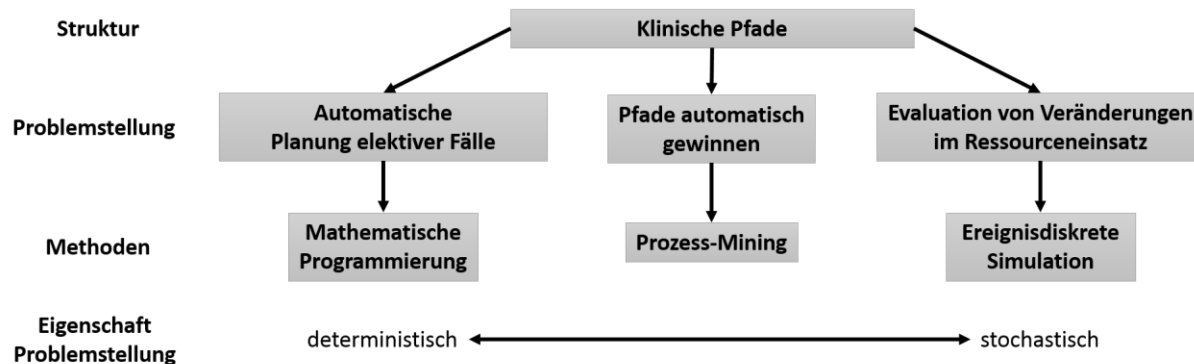 Struktur
Klinische Pfade
Problemstellung
Automatische
Planung elektiver Fälle
Pfade automatisch
gewinnen
Evaluation von Veränderungen
im Ressourceneinsatz
Methoden
Mathematische
Programmierung
Prozess-Mining
Ereignisdiskrete
Simulation
Eigenschaft
Problemstellung
deterministisch
stochastisch